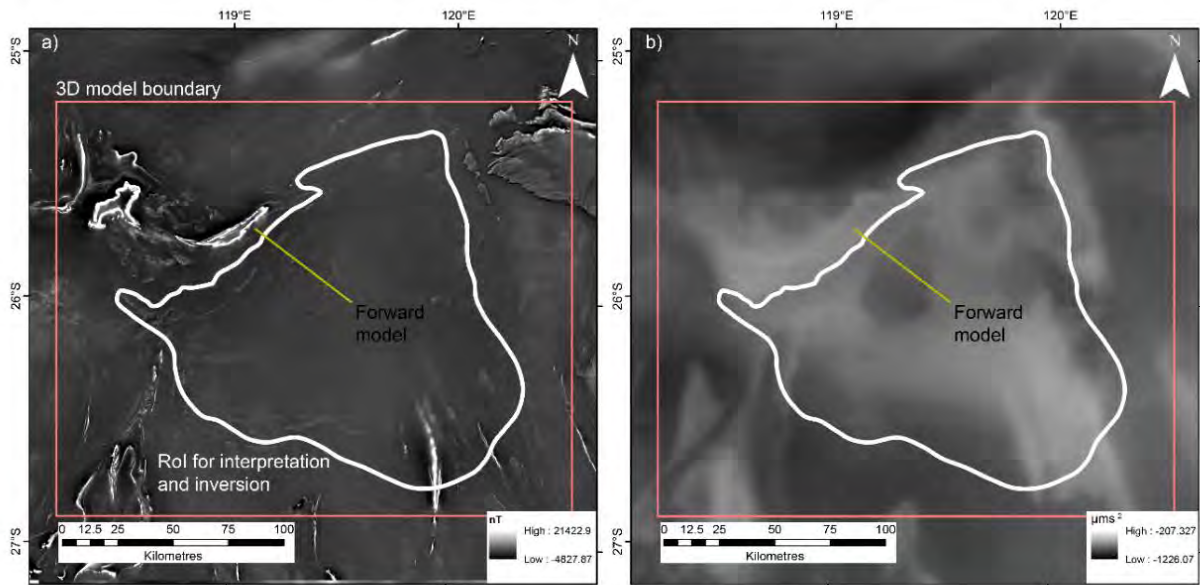 119°E
120°E
119°E
120°E
a)
N
b)
N
25°S
25°S
3D model boundary
26°S
26°S
Forward
model
Forward
model
RoI for interpretation
and inversion
27°S
27°S
0 12.5 25 50 75 100
Kilometres
nT
High : 21422.9
Low : -4827.87
0 12.5 25 50 75 100
Kilometres
µms ²
High : -207.327
Low : -1226.07